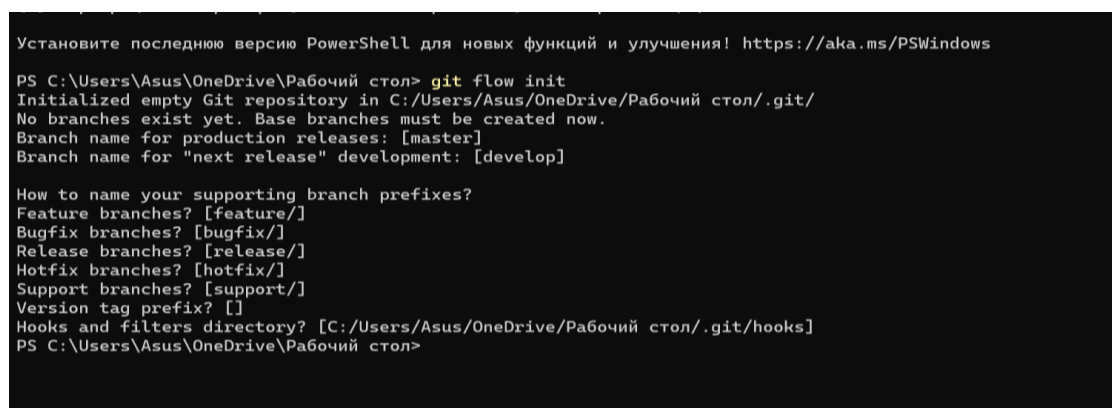 Установите последнюю версию PowerShell для новых функций и улучшения! https://aka.ms/PSWindows
PS C:\Users\Asus\OneDrive\Рабочий стол> git flow init
Initialized empty Git repository in C:/Users/Asus/OneDrive/Рабочий стол/.git/
No branches exist yet. Base branches must be created now.
Branch name for production releases: [master]
Branch name for "next release" development: [develop]
How to name your supporting branch prefixes?
Feature branches? [feature/]
Bugfix branches? [bugfix/]
Release branches? [release/]
Hotfix branches? [hotfix/]
Support branches? [support/]
Version tag prefix? []
Hooks and filters directory? [C:/Users/Asus/OneDrive/Рабочий стол/.git/hooks]
PS C:\Users\Asus\OneDrive\Рабочий стол>